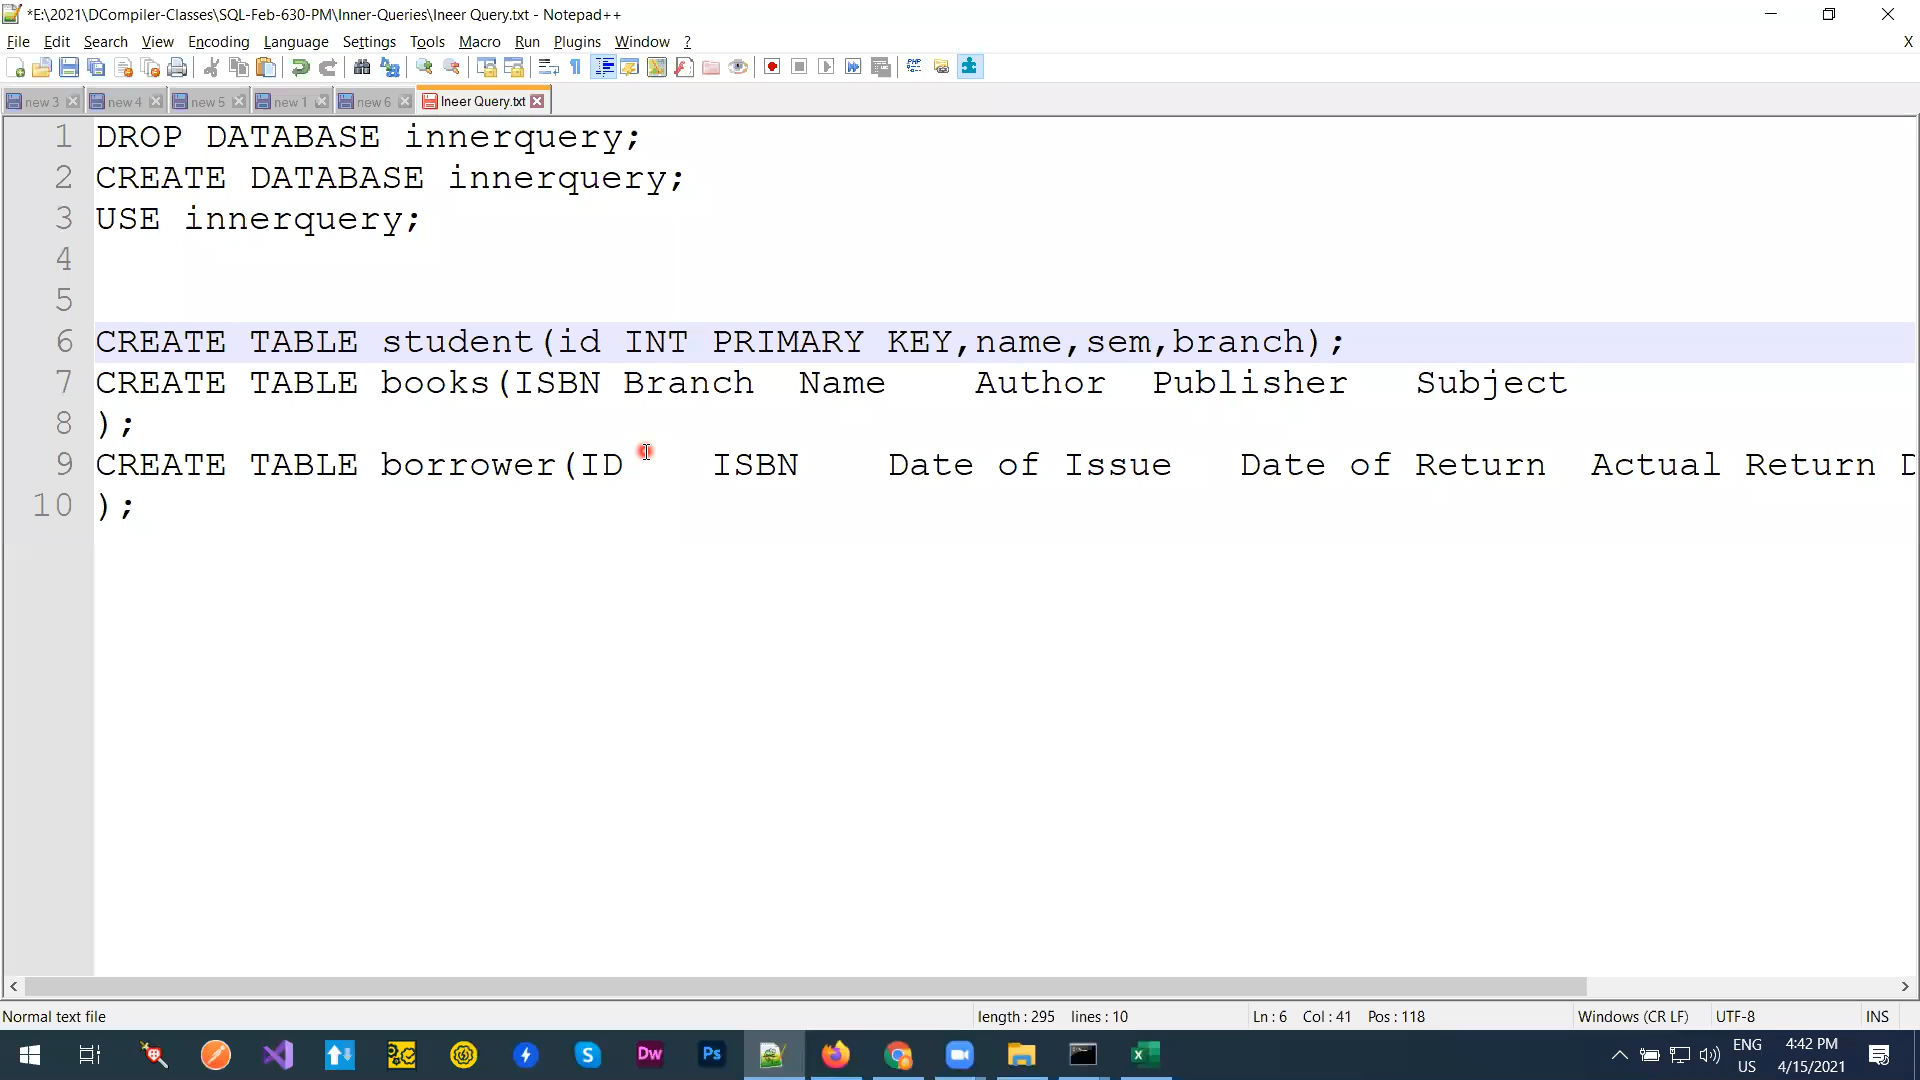 *E:\2021\DCompiler-Classes\SQL-Feb-630-PM\Inner-Queries\Ineer Query.txt - Notepad++
File Edit Search View Encoding Language Settings Tools Macro Run Plugins Window ? X
new 3 new 4 new 5 new 1 new 6 Ineer Query.txt
1 DROP DATABASE innerquery;
2 CREATE DATABASE innerquery;
3 USE innerquery;
4
5
6 CREATE TABLE student(id INT PRIMARY KEY,name,sem,branch);
7 CREATE TABLE books(ISBN Branch Name Author Publisher Subject
8 );
9 CREATE TABLE borrower(ID ISBN Date of Issue Date of Return Actual Return D
10 );
Normal text file length : 295 lines : 10 Ln : 6 Col : 41 Pos : 118 Windows (CR LF) UTF-8 INS
Dw Ps ENG US 4:42 PM 4/15/2021